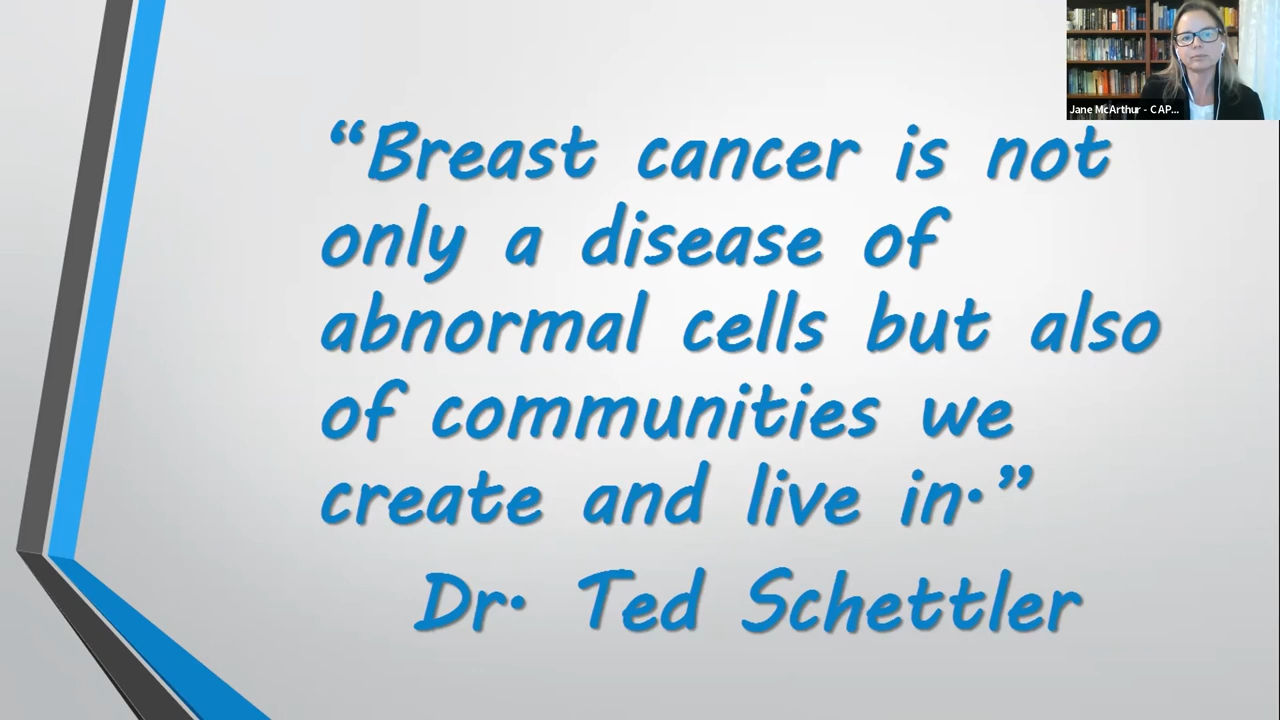 Jane McArthur - CAP...
“Breast cancer is not
only a disease of
abnormal cells but also
of communities we
create and live in.”
Dr. Ted Schettler